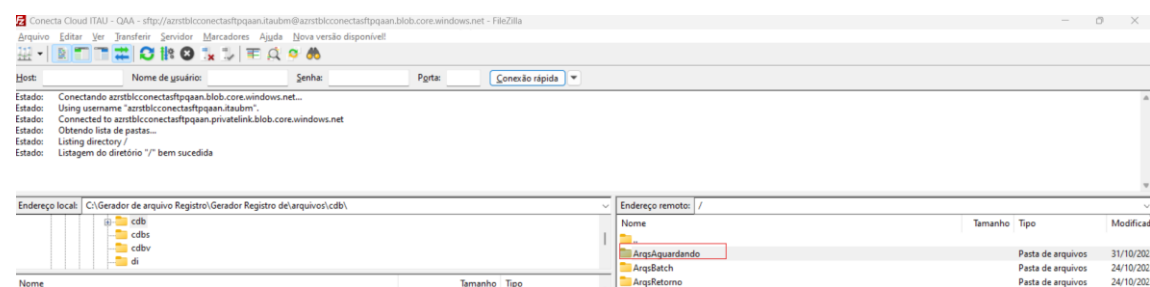 Conecta Cloud ITAU - QAA - sftp://azrstblcconectasftpqaan.itaubm@azrstblcconectasftpqaan.blob.core.windows.net - FileZilla
Arquivo Editar Ver Transferir Servidor Marcadores Ajuda Nova versão disponível!
Host: Nome de usuário: Senha: Porta: Conexão rápida
Estado: Conectando azrstblcconectasftpqaan.blob.core.windows.net...
Estado: Using username "azrstblcconectasftpqaan.itaubm".
Estado: Connected to azrstblcconectasftpqaan.privatelink.blob.core.windows.net
Estado: Obtendo lista de pastas...
Estado: Listing directory /
Estado: Listagem do diretório "/" bem sucedida
Endereço local: C:\Gerador de arquivo Registro\Gerador Registro de\arquivos\cdb\
cdb
cdbs
cdbv
di
Nome Tamanho Tipo
Endereço remoto: /
Nome Tamanho Tipo Modificad
..
ArqsAguardando Pasta de arquivos 31/10/202
ArqsBatch Pasta de arquivos 24/10/202
ArqsRetorno Pasta de arquivos 24/10/202